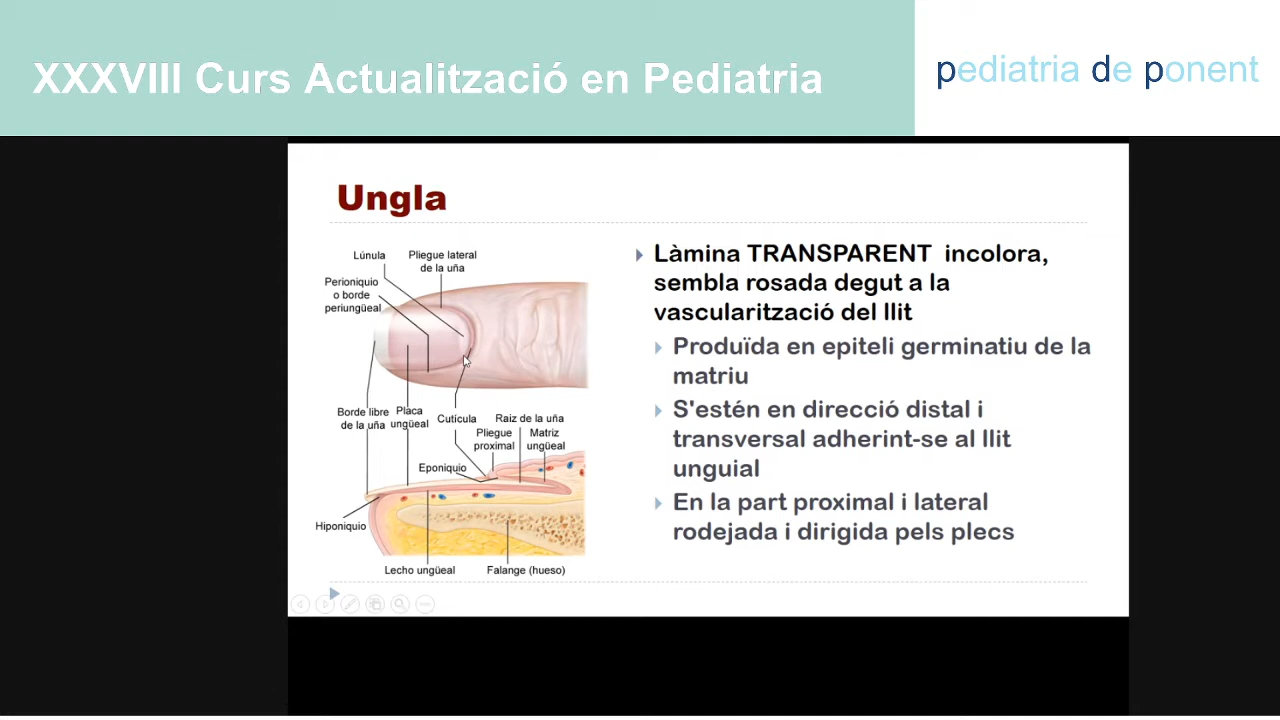 XXXVIII Curs Actualització en Pediatria
pediatria de ponent
Ungla
Lúnula
Pliegue lateral
de la uña
Perioniquio
o borde
periungüeal
Borde libre
de la uña
Placa
ungüeal
Cutícula
Raiz de la uña
Pliegue
proximal
Matriz
ungüeal
Eponiquio
Hiponiquio
Lecho ungüeal
Falange (hueso)
Làmina TRANSPARENT incolora,
sembla rosada degut a la
vascularització del llit
Produïda en epiteli germinatiu de la
matriu
S'estén en direcció distal i
transversal adherint-se al llit
unguial
En la part proximal i lateral
rodejada i dirigida pels plecs